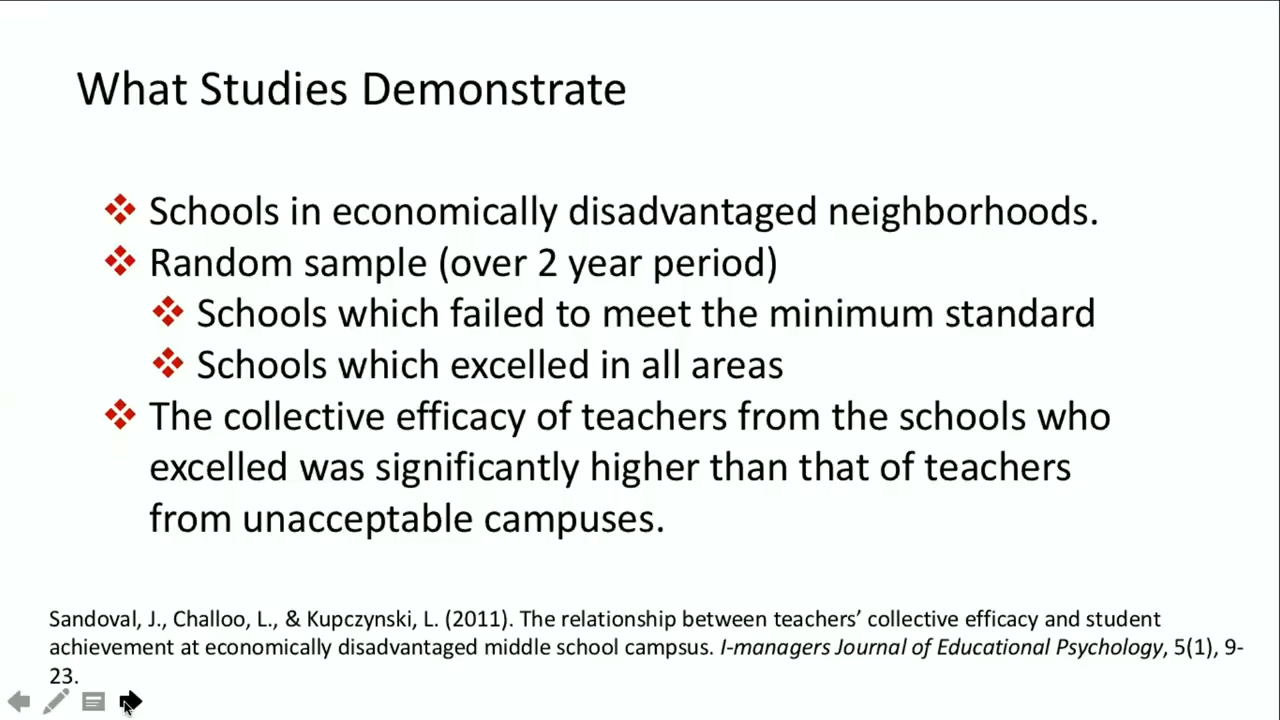 What Studies Demonstrate
Schools in economically disadvantaged neighborhoods.
Random sample (over 2 year period)
Schools which failed to meet the minimum standard
Schools which excelled in all areas
The collective efficacy of teachers from the schools who
excelled was significantly higher than that of teachers
from unacceptable campuses.
Sandoval, J., Challoo, L., & Kupczynski, L. (2011). The relationship between teachers’ collective efficacy and student
achievement at economically disadvantaged middle school campsus. I-managers Journal of Educational Psychology, 5(1), 9-
23.